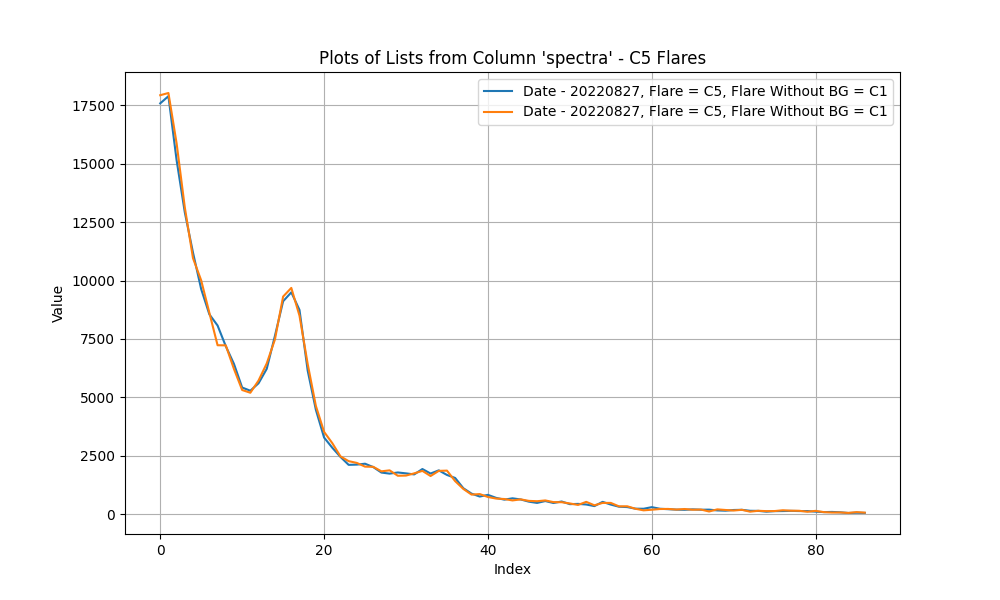 Plots of Lists from Column 'spectra' - C5 Flares
Date - 20220827, Flare = C5, Flare Without BG = C1
Date - 20220827, Flare = C5, Flare Without BG = C1
17500
15000
12500
10000
7500
5000
2500
0
Value
0 20 40 60 80
Index